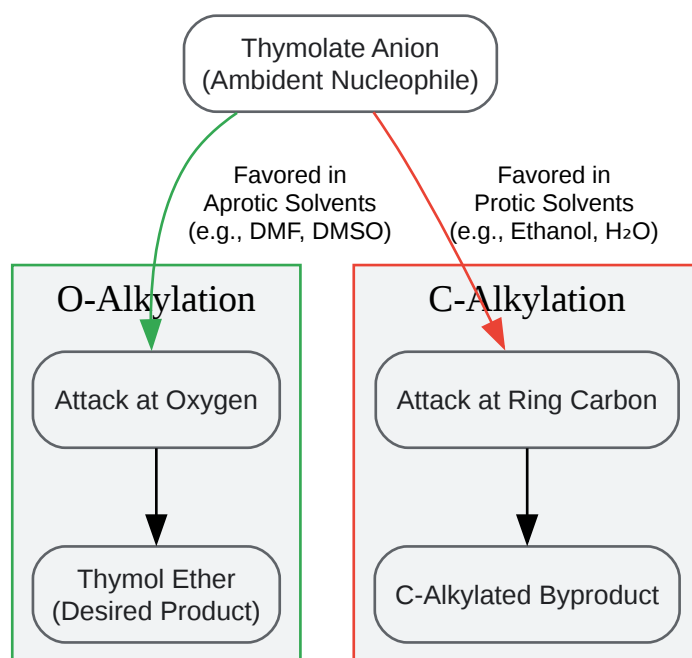 Thymolate Anion
(Ambident Nucleophile)
Favored in
Aprotic Solvents
(e.g., DMF, DMSO)
Favored in
Protic Solvents
(e.g., Ethanol, H₂O)
O-Alkylation
Attack at Oxygen
Thymol Ether
(Desired Product)
C-Alkylation
Attack at Ring Carbon
C-Alkylated Byproduct